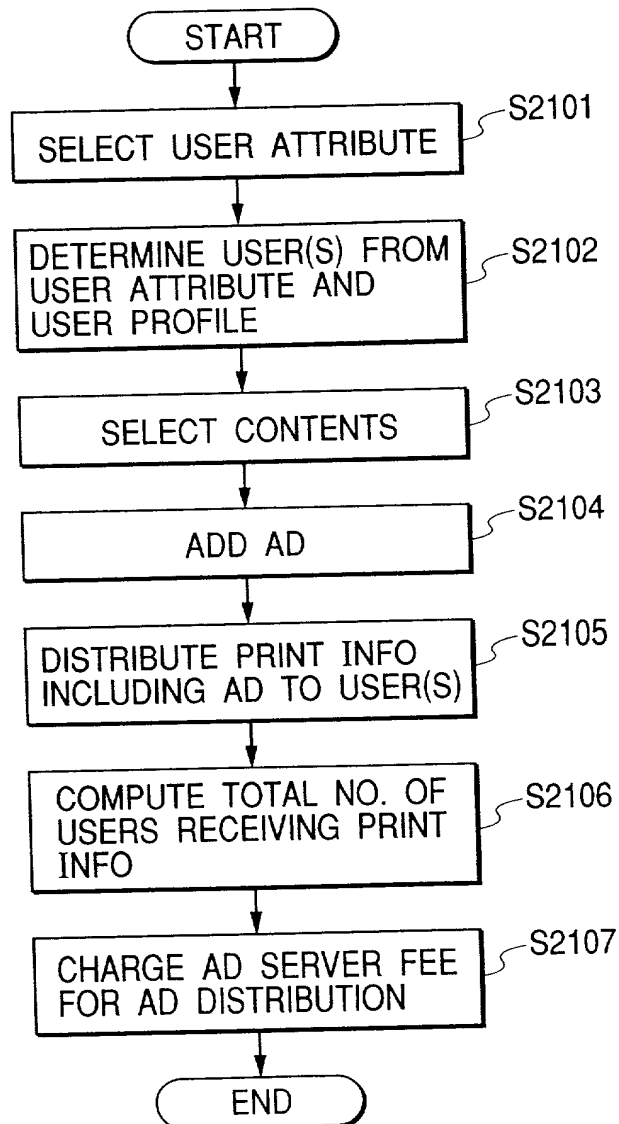 START
SELECT USER ATTRIBUTE
S2101
DETERMINE USER(S) FROM
USER ATTRIBUTE AND
USER PROFILE
S2102
SELECT CONTENTS
S2103
ADD AD
S2104
DISTRIBUTE PRINT INFO
INCLUDING AD TO USER(S)
S2105
COMPUTE TOTAL NO. OF
USERS RECEIVING PRINT
INFO
S2106
CHARGE AD SERVER FEE
FOR AD DISTRIBUTION
S2107
END